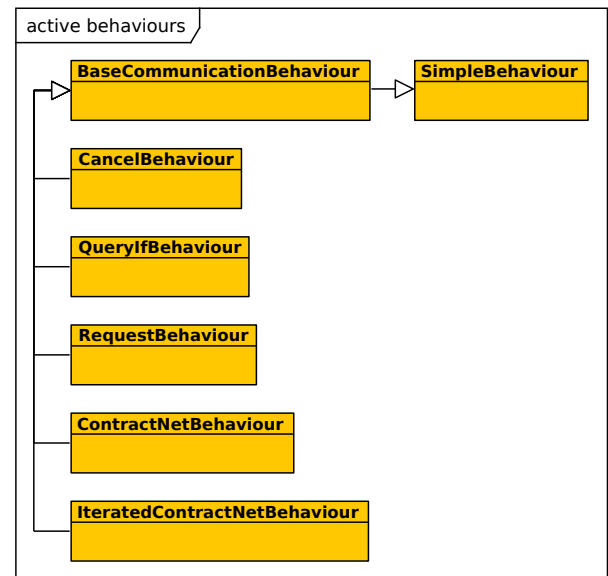 active behaviours
BaseCommunicationBehaviour
SimpleBehaviour
CancelBehaviour
QueryIfBehaviour
RequestBehaviour
ContractNetBehaviour
IteratedContractNetBehaviour